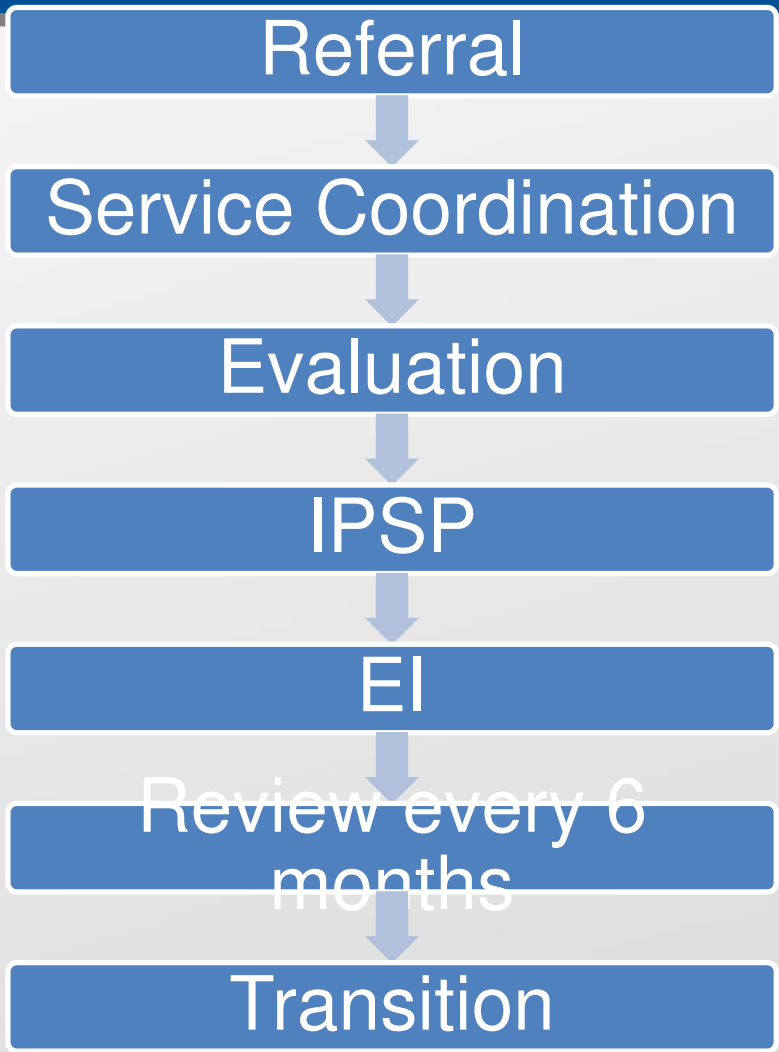 Referral
Service Coordination
Evaluation
IPSP
EI
Review every 6
months
Transition